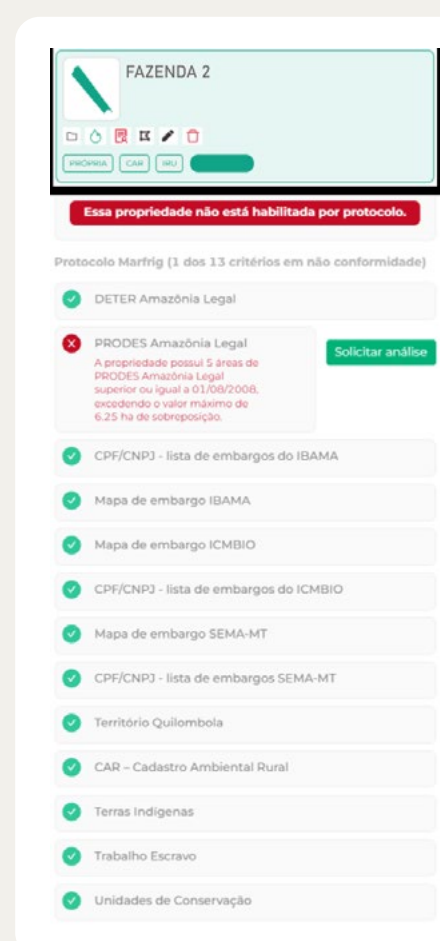 FAZENDA 2
PRÓPRIA CAR IRU
Essa propriedade não está habilitada por protocolo.
Protocolo Marfrig (1 dos 13 critérios em não conformidade)
DETER Amazônia Legal
PRODES Amazônia Legal
Solicitar análise
A propriedade possui 5 áreas de
PRODES Amazônia Legal
superior ou igual a 01/08/2008,
excedendo o valor máximo de
6.25 ha de sobreposição.
CPF/CNPJ - lista de embargos do IBAMA
Mapa de embargo IBAMA
Mapa de embargo ICMBIO
CPF/CNPJ - lista de embargos do ICMBIO
Mapa de embargo SEMA-MT
CPF/CNPJ - lista de embargos SEMA-MT
Território Quilombola
CAR – Cadastro Ambiental Rural
Terras Indígenas
Trabalho Escravo
Unidades de Conservação